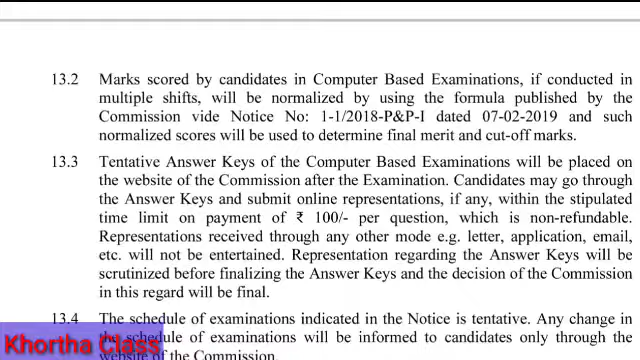 13.2 Marks scored by candidates in Computer Based Examinations, if conducted in
multiple shifts, will be normalized by using the formula published by the
Commission vide Notice No: 1-1/2018-P&P-I dated 07-02-2019 and such
normalized scores will be used to determine final merit and cut-off marks.
13.3 Tentative Answer Keys of the Computer Based Examinations will be placed on
the website of the Commission after the Examination. Candidates may go through
the Answer Keys and submit online representations, if any, within the stipulated
time limit on payment of ₹ 100/- per question, which is non-refundable.
Representations received through any other mode e.g. letter, application, email,
etc. will not be entertained. Representation regarding the Answer Keys will be
scrutinized before finalizing the Answer Keys and the decision of the Commission
in this regard will be final.
13.4 The schedule of examinations indicated in the Notice is tentative. Any change in
the schedule of examinations will be informed to candidates only through the
website of the Commission.
Khortha Class